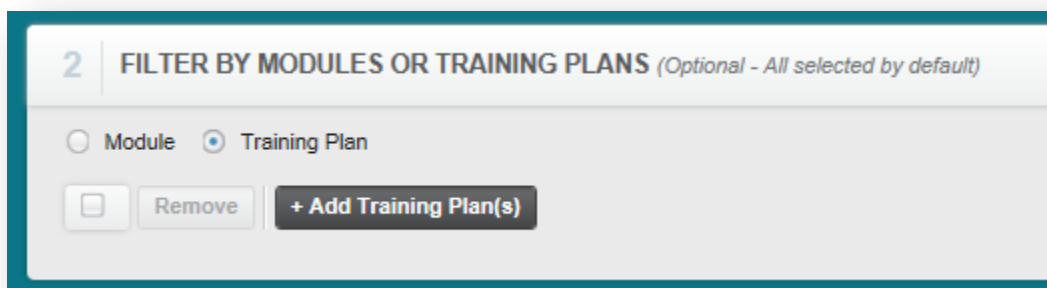 2 FILTER BY MODULES OR TRAINING PLANS (Optional - All selected by default)
Module Training Plan
Remove + Add Training Plan(s)